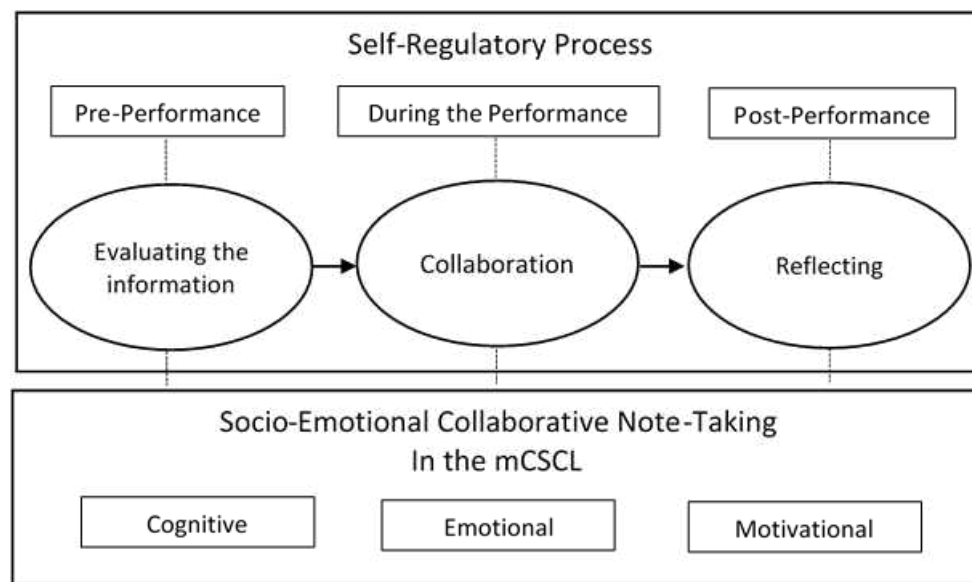 Self-Regulatory Process
Pre-Performance
During the Performance
Post-Performance
Evaluating the
information
Collaboration
Reflecting
Socio-Emotional Collaborative Note-Taking
In the mCSCL
Cognitive
Emotional
Motivational